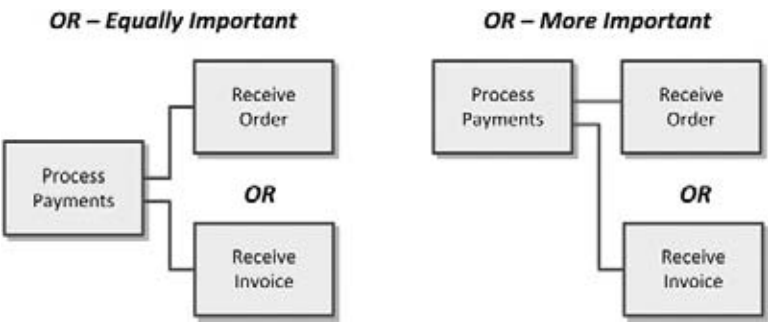 OR – Equally Important
Receive
Order
Process
Payments
OR
Receive
Invoice
OR – More Important
Process
Payments
Receive
Order
OR
Receive
Invoice